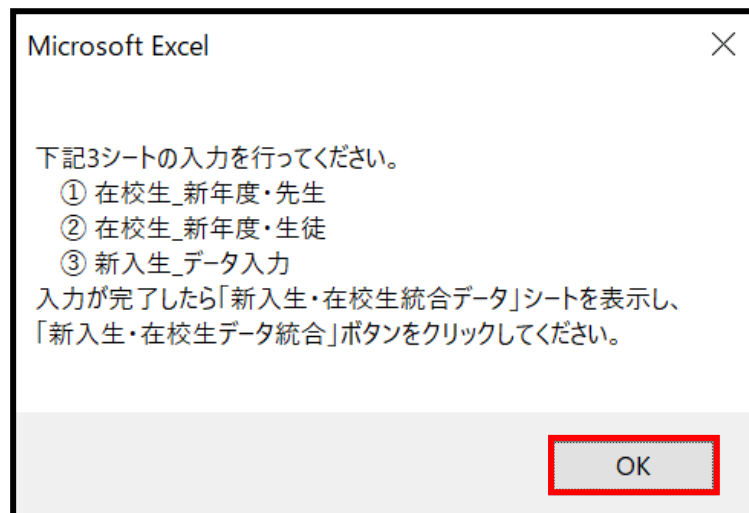 Microsoft Excel
下記3シートの入力を行ってください。
① 在校生_新年度・先生
② 在校生_新年度・生徒
③ 新入生_データ入力
入力が完了したら「新入生・在校生統合データ」シートを表示し、
「新入生・在校生データ統合」ボタンをクリックしてください。
OK